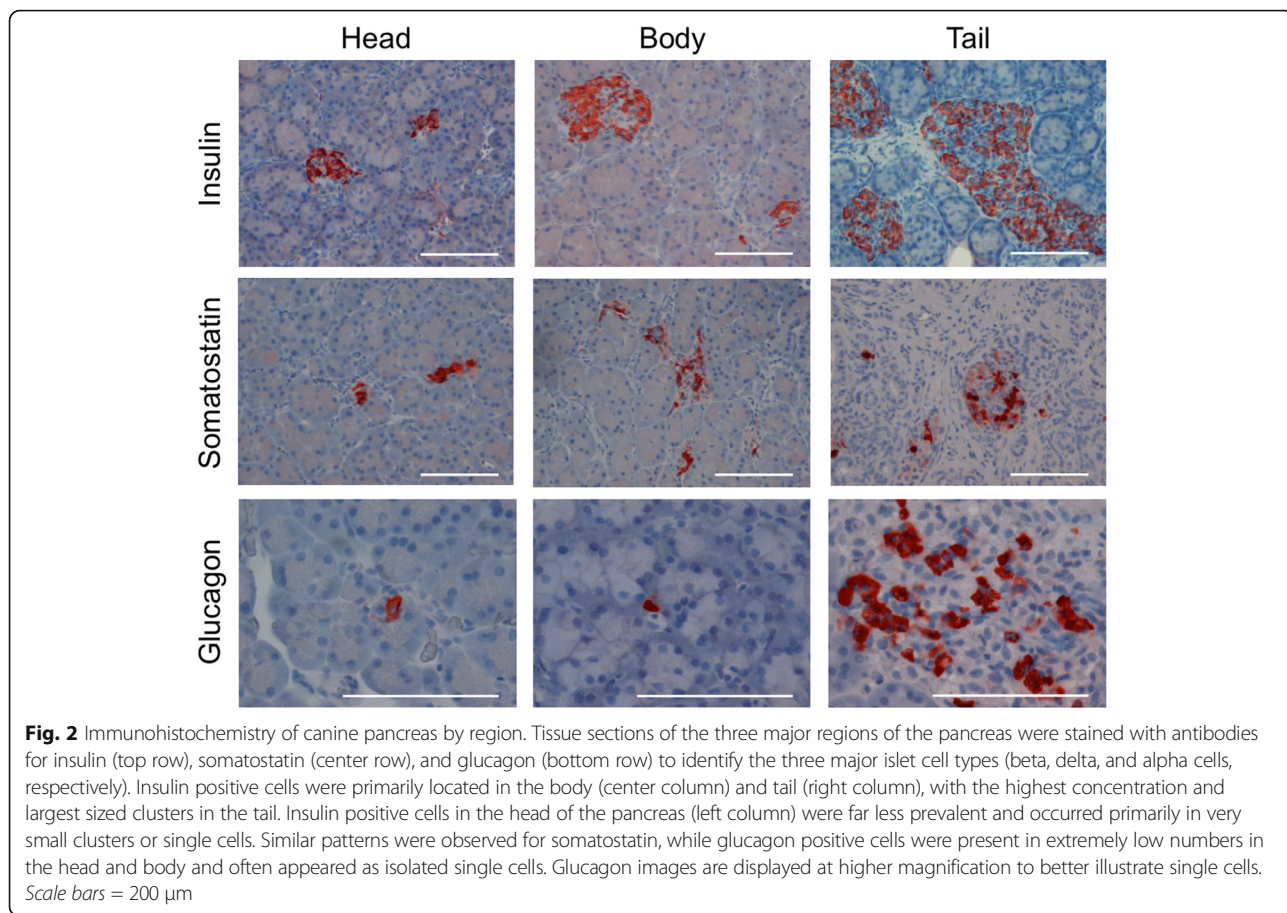 Head Body Tail
Insulin
Somatostatin
Glucagon
Fig. 2 Immunohistochemistry of canine pancreas by region. Tissue sections of the three major regions of the pancreas were stained with antibodies
for insulin (top row), somatostatin (center row), and glucagon (bottom row) to identify the three major islet cell types (beta, delta, and alpha cells,
respectively). Insulin positive cells were primarily located in the body (center column) and tail (right column), with the highest concentration and
largest sized clusters in the tail. Insulin positive cells in the head of the pancreas (left column) were far less prevalent and occurred primarily in very
small clusters or single cells. Similar patterns were observed for somatostatin, while glucagon positive cells were present in extremely low numbers in
the head and body and often appeared as isolated single cells. Glucagon images are displayed at higher magnification to better illustrate single cells.
Scale bars = 200 μm